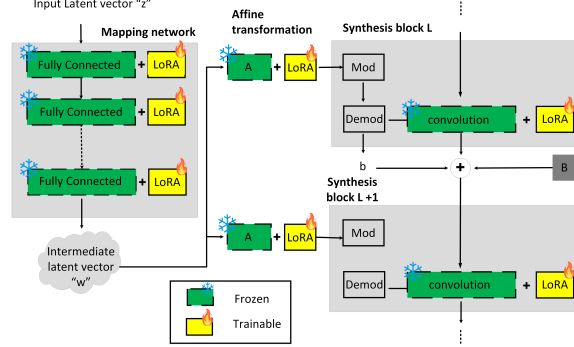 Input Latent vector “z”
Mapping network
Fully Connected
+
LoRA
Fully Connected
+
LoRA
Fully Connected
+
LoRA
Intermediate
latent vector
“w”
Affine
transformation
A
+
LoRA
A
+
LoRA
Synthesis block L
Mod
Demod
convolution
+
LoRA
b
+
B
Synthesis
block L +1
Mod
Demod
convolution
+
LoRA
Frozen
Trainable